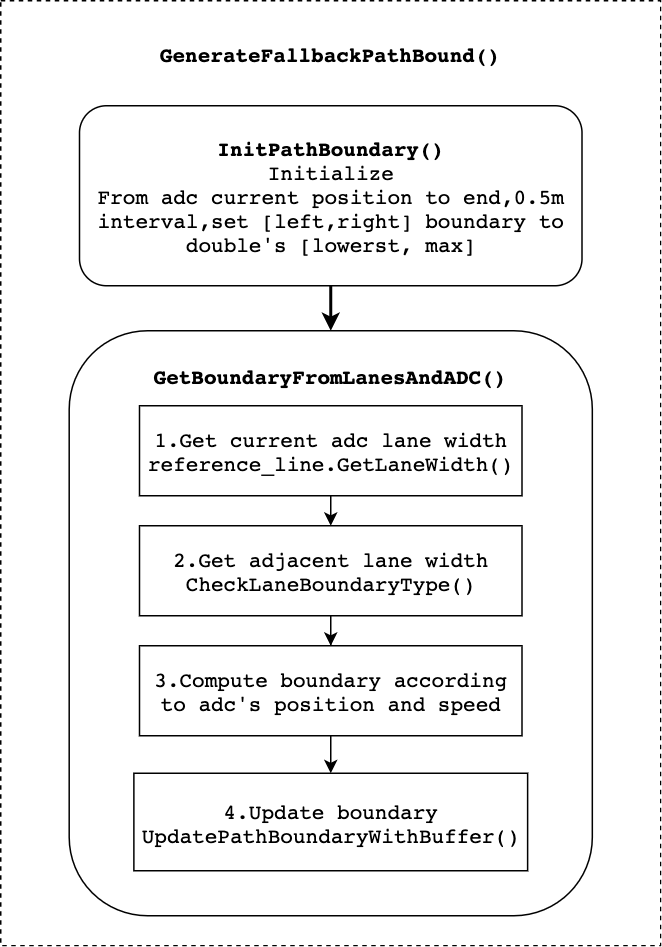 GenerateFallbackPathBound()
InitPathBoundary()
Initialize
From adc current position to end,0.5m
interval,set [left,right] boundary to
double's [lowerst, max]
GetBoundaryFromLanesAndADC()
1.Get current adc lane width
reference_line.GetLaneWidth()
2.Get adjacent lane width
CheckLaneBoundaryType()
3.Compute boundary according
to adc's position and speed
4.Update boundary
UpdatePathBoundaryWithBuffer()